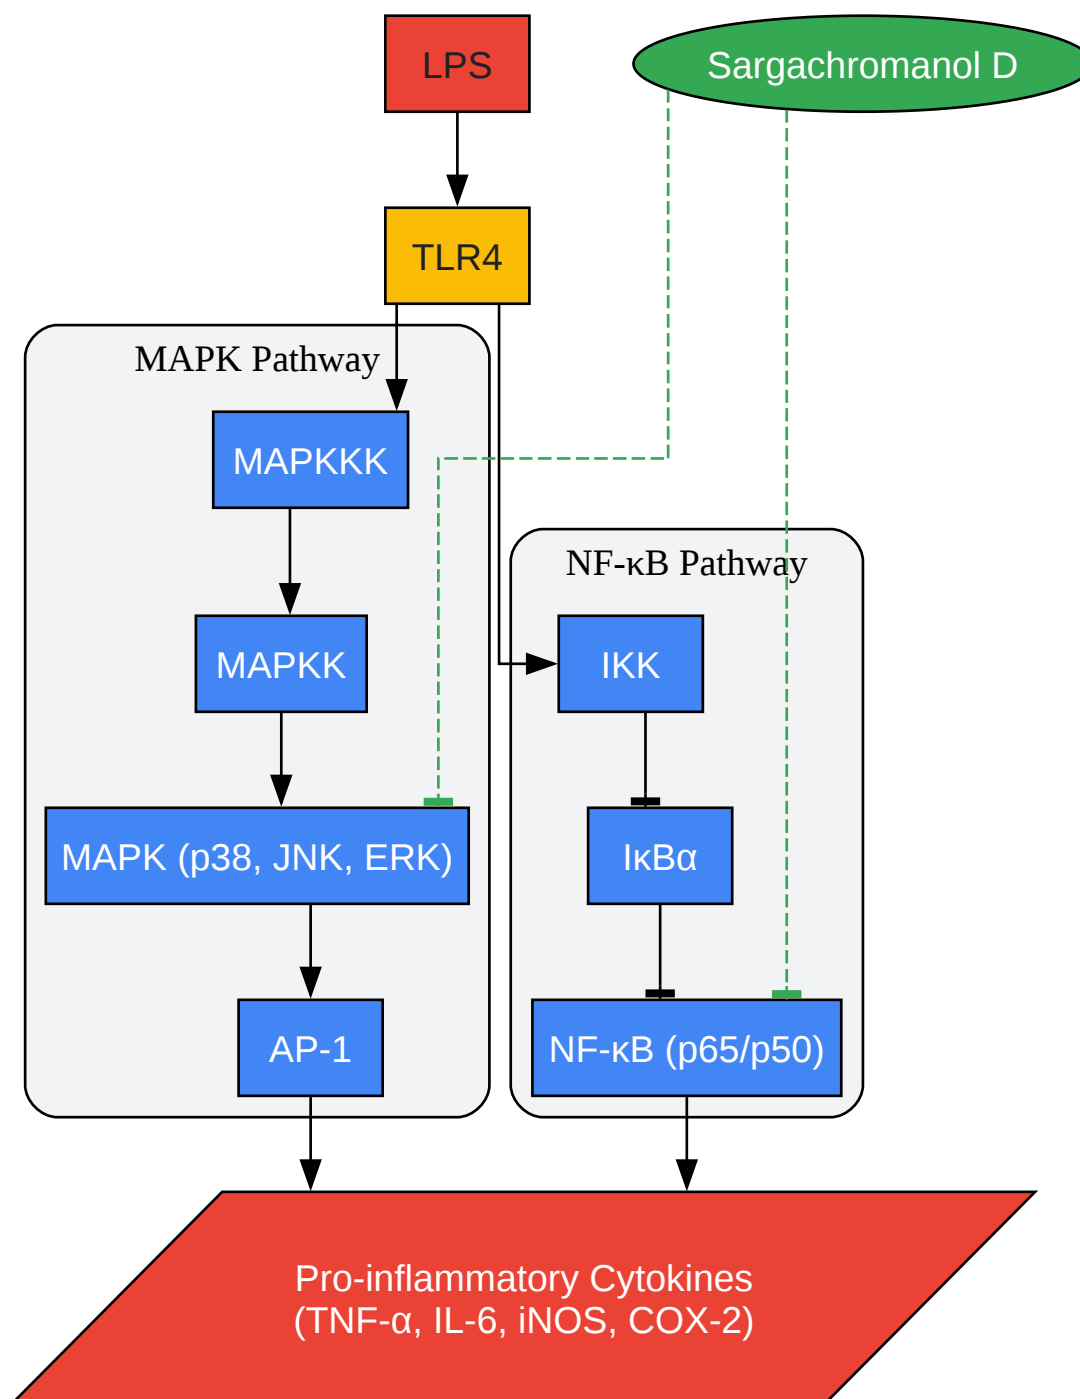 LPS
Sargachromanol D
TLR4
MAPK Pathway
MAPKKK
NF-κB Pathway
MAPKK
IKK
MAPK (p38, JNK, ERK)
IκBα
AP-1
NF-κB (p65/p50)
Pro-inflammatory Cytokines
(TNF-α, IL-6, iNOS, COX-2)